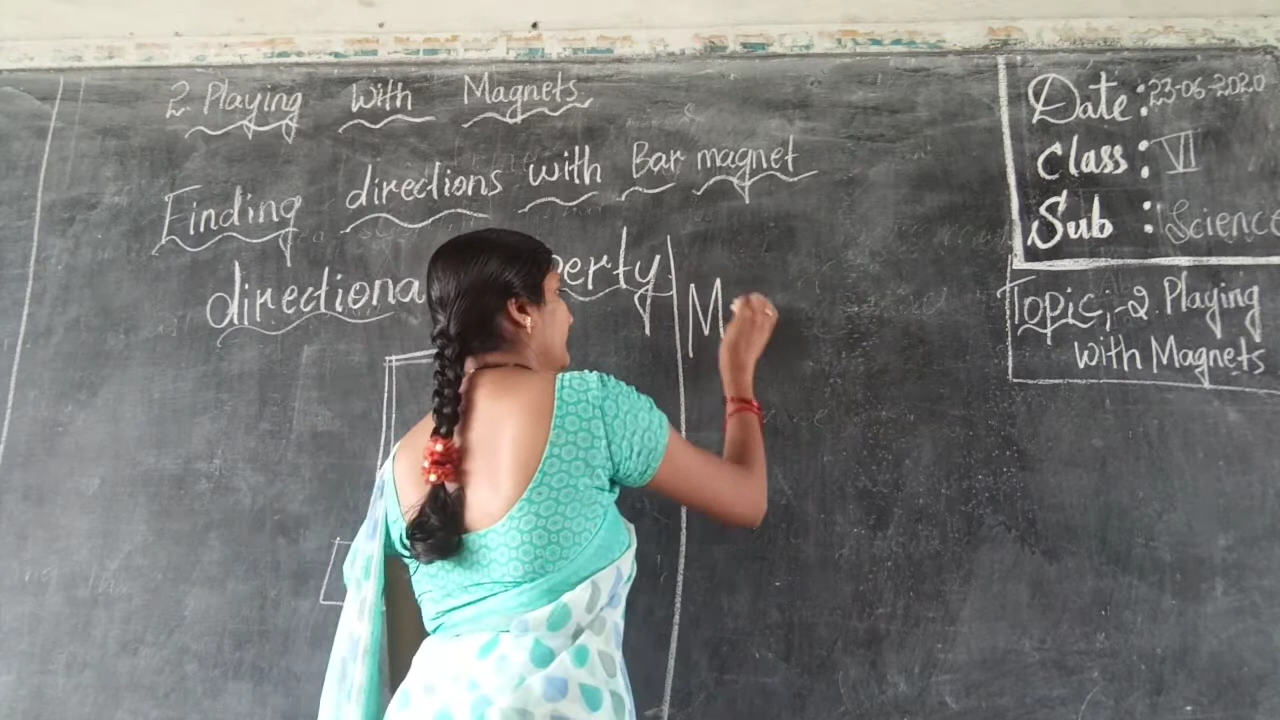 2. Playing with Magnets
Finding directions with Bar magnet
directiona perty
M
Date: 23-06-2020
Class: VI
Sub : Science
Topic;-2. Playing
with Magnets